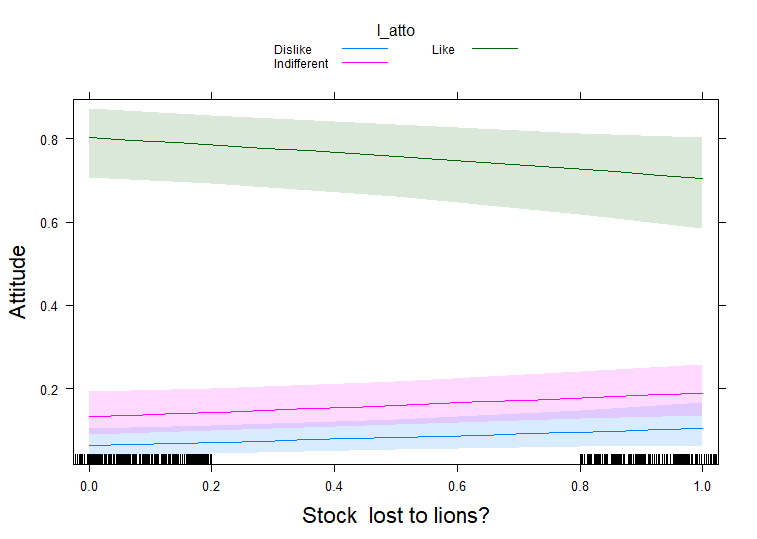 l_atto
Dislike Like
Indifferent
Attitude
0.8
0.6
0.4
0.2
0.0 0.2 0.4 0.6 0.8 1.0
Stock lost to lions?